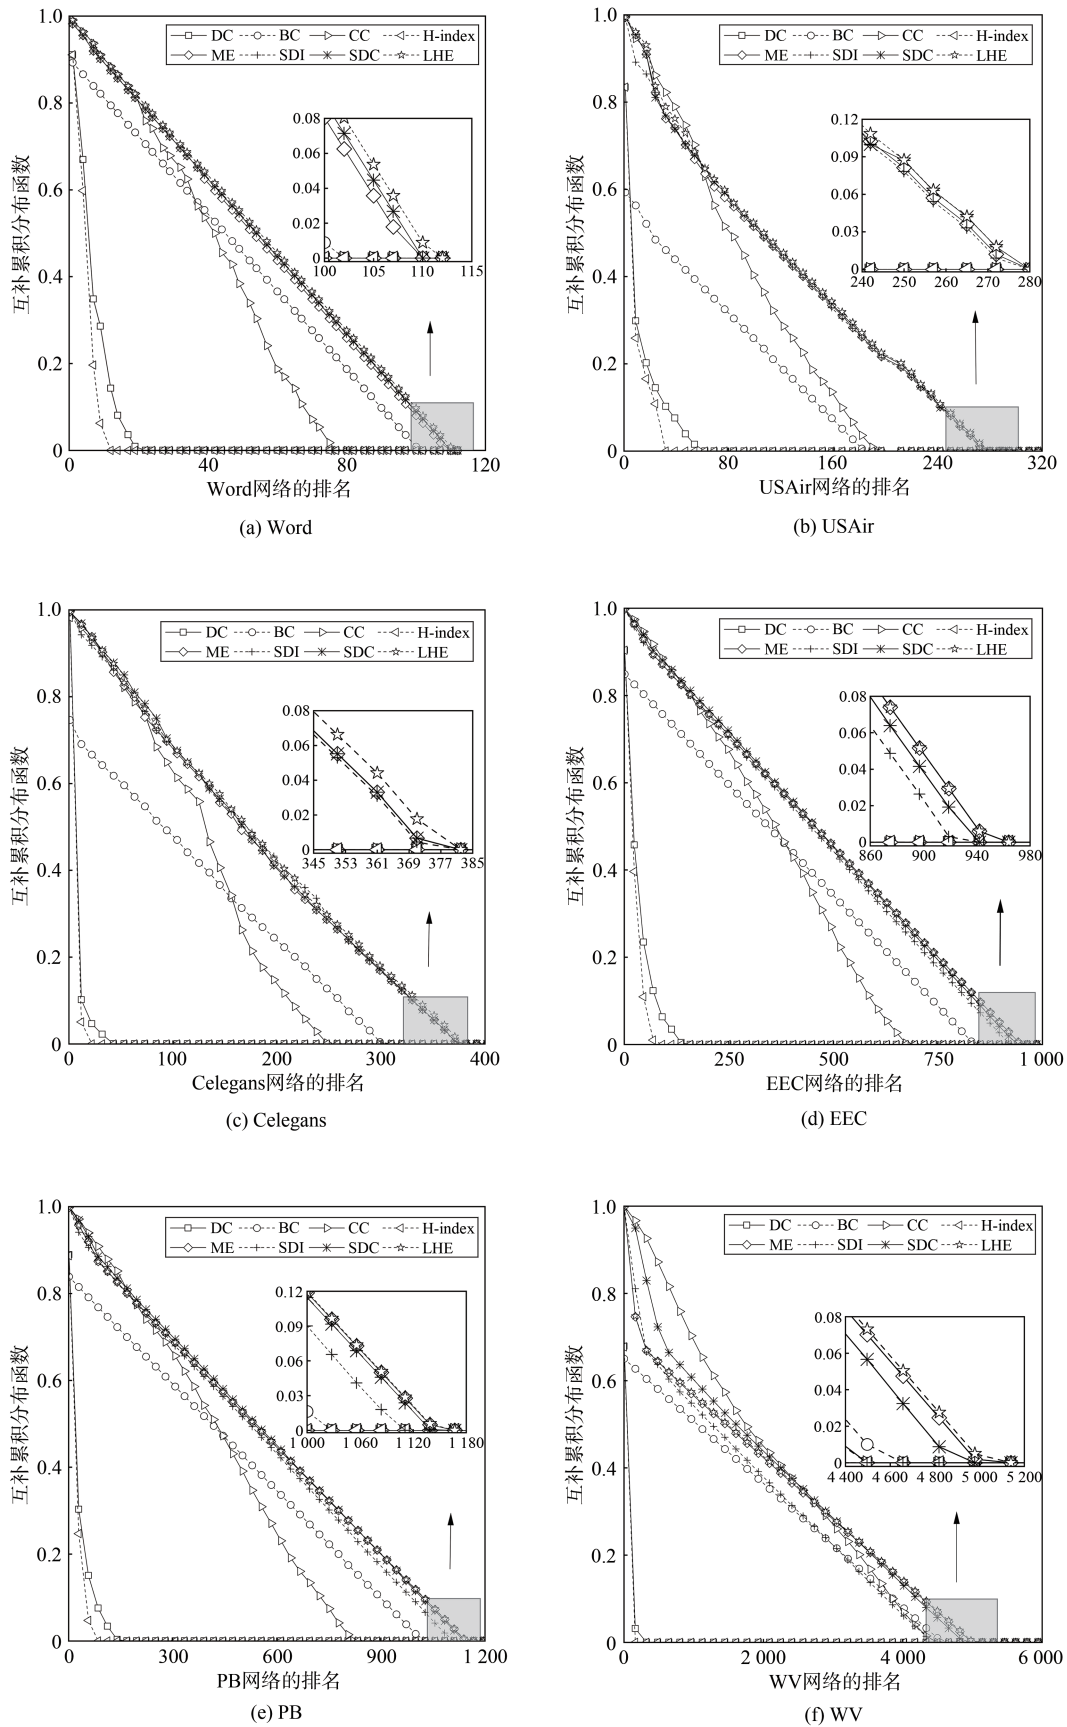 互补累积分布函数
1.0
0.8
0.6
0.4
0.2
0
DC BC CC H-index
ME SDI SDC LHE
0.08
0.06
0.04
0.02
0
100 105 110 115
0 40 80 120
Word网络的排名
(a) Word
互补累积分布函数
1.0
0.8
0.6
0.4
0.2
0
DC BC CC H-index
ME SDI SDC LHE
0.12
0.09
0.06
0.03
0
240 250 260 270 280
0 80 160 240 320
USAir网络的排名
(b) USAir
互补累积分布函数
1.0
0.8
0.6
0.4
0.2
0
DC BC CC H-index
ME SDI SDC LHE
0.08
0.06
0.04
0.02
0
345 353 361 369 377 385
0 100 200 300 400
Celegans网络的排名
(c) Celegans
互补累积分布函数
1.0
0.8
0.6
0.4
0.2
0
DC BC CC H-index
ME SDI SDC LHE
0.08
0.06
0.04
0.02
0
860 900 940 980
0 250 500 750 1 000
EEC网络的排名
(d) EEC
互补累积分布函数
1.0
0.8
0.6
0.4
0.2
0
DC BC CC H-index
ME SDI SDC LHE
0.12
0.09
0.06
0.03
0
1 000 1 060 1 120 1 180
0 300 600 900 1 200
PB网络的排名
(e) PB
互补累积分布函数
1.0
0.8
0.6
0.4
0.2
0
DC BC CC H-index
ME SDI SDC LHE
0.08
0.06
0.04
0.02
0
4 400 4 600 4 800 5 000 5 200
0 2 000 4 000 6 000
WV网络的排名
(f) WV